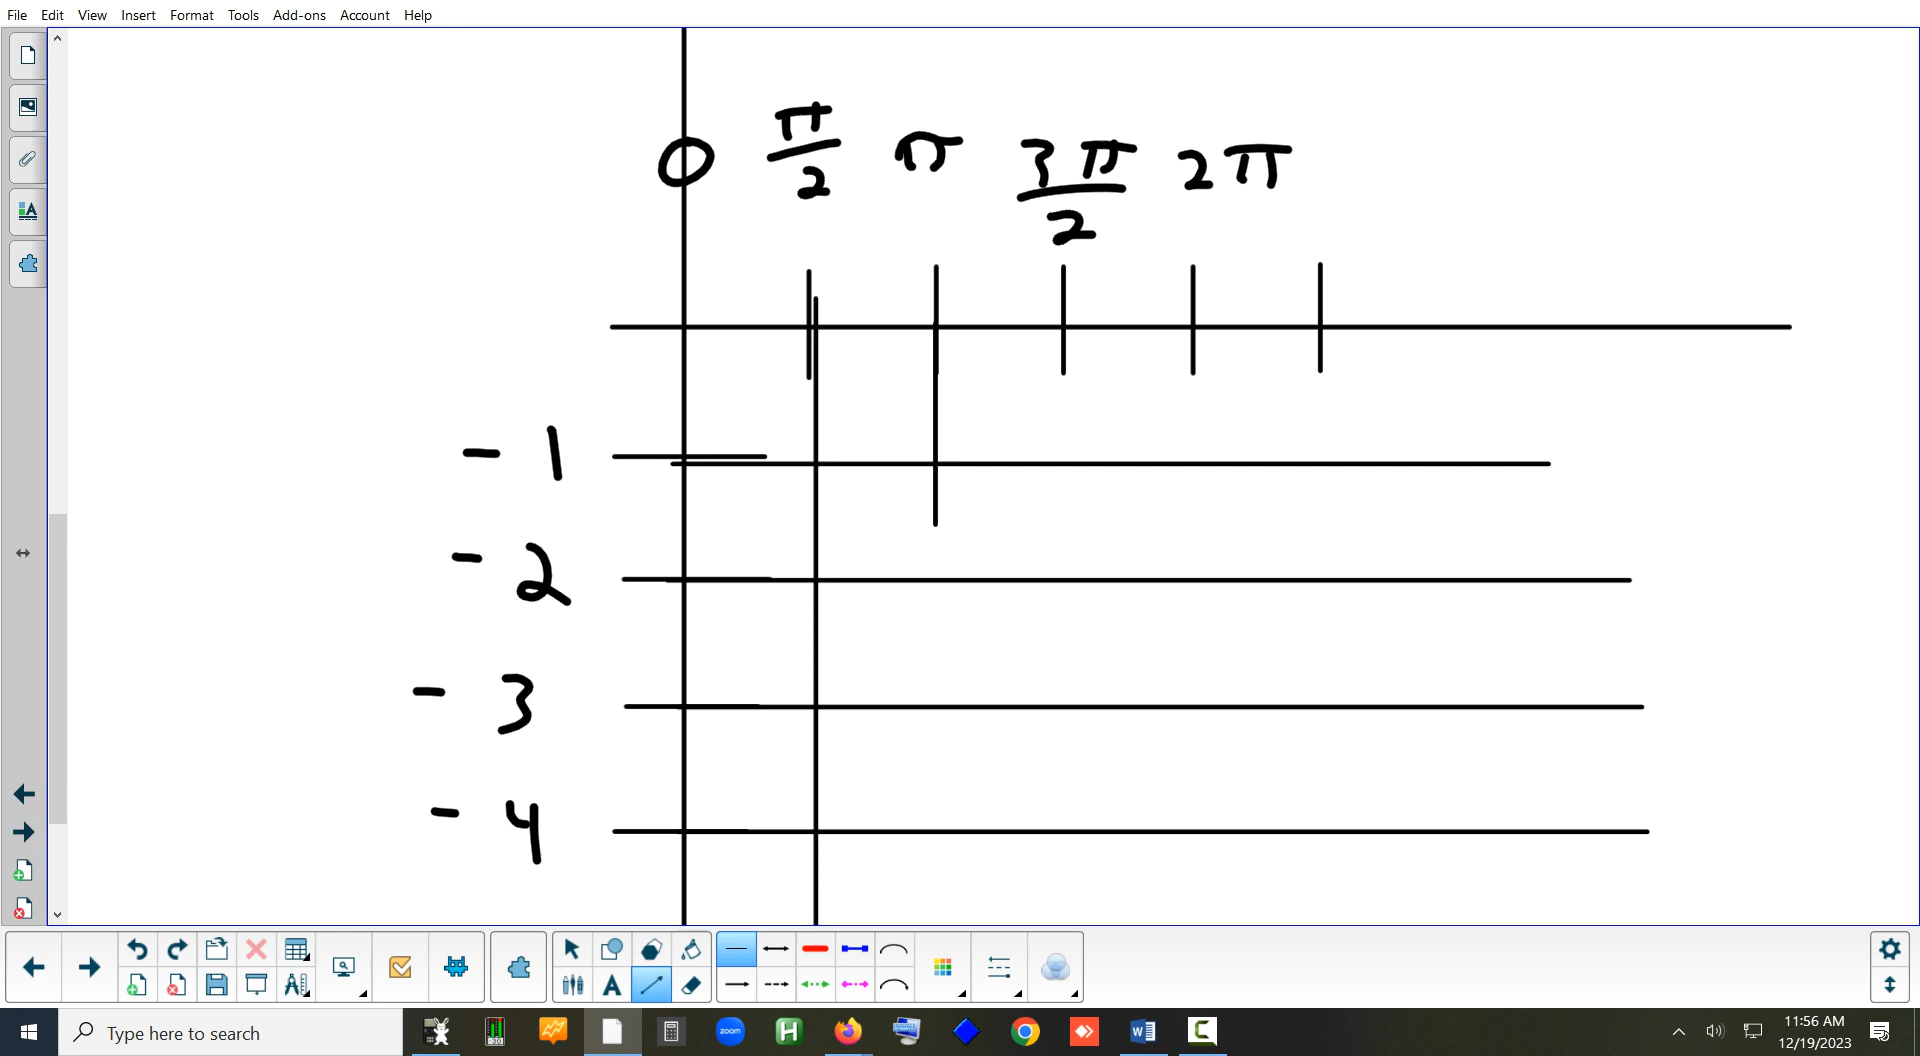 File Edit View Insert Format Tools Add-ons Account Help
0 π/2 π 3π/2 2π
- 1
- 2
- 3
- 4
Type here to search
zoom
11:56 AM
12/19/2023